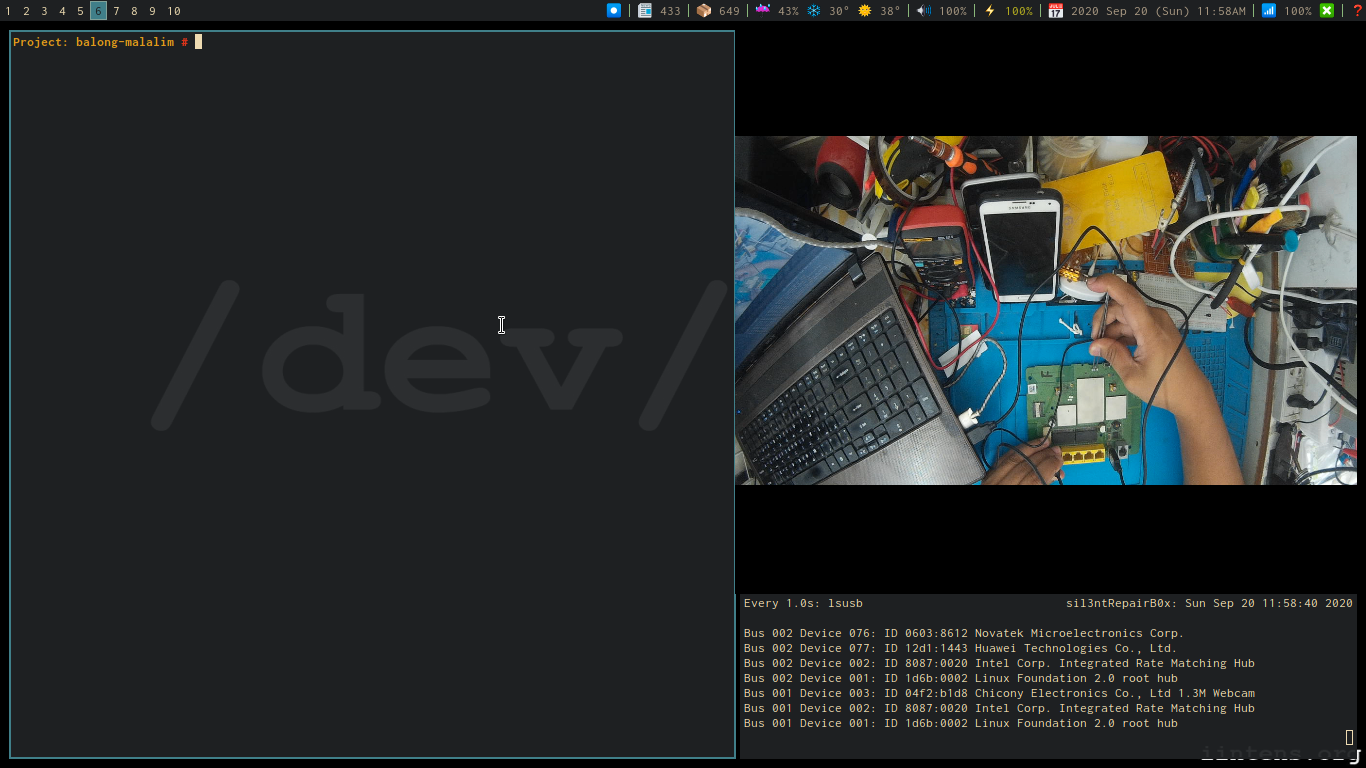 1 2 3 4 5 6 7 8 9 10 433 649 43% 30° 38° 100% 100% 2020 Sep 20 (Sun) 11:58AM 100% ?
Project: balong-malalim #
/dev/
SAMSUNG
Every 1.0s: lsusb sil3ntRepairB0x: Sun Sep 20 11:58:40 2020
Bus 002 Device 076: ID 0603:8612 Novatek Microelectronics Corp.
Bus 002 Device 077: ID 12d1:1443 Huawei Technologies Co., Ltd.
Bus 002 Device 002: ID 8087:0020 Intel Corp. Integrated Rate Matching Hub
Bus 002 Device 001: ID 1d6b:0002 Linux Foundation 2.0 root hub
Bus 001 Device 003: ID 04f2:b1d8 Chicony Electronics Co., Ltd 1.3M Webcam
Bus 001 Device 002: ID 8087:0020 Intel Corp. Integrated Rate Matching Hub
Bus 001 Device 001: ID 1d6b:0002 Linux Foundation 2.0 root hub
iintens.org